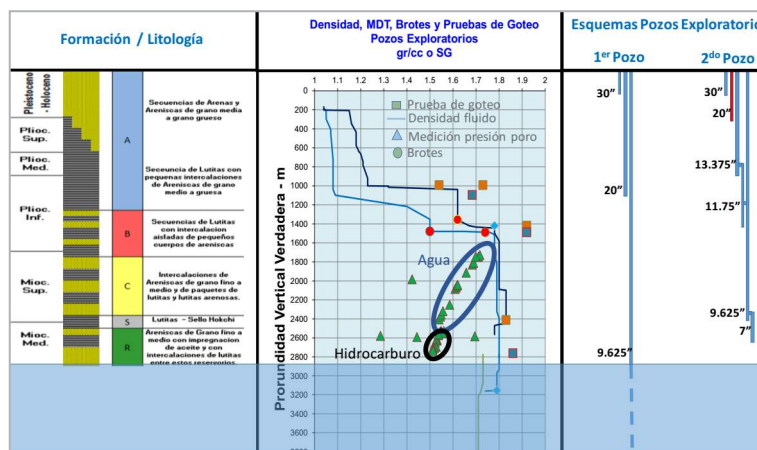 Formación / Litología
Pleistoceno
- Holoceno
Plioc.
Sup.
Plioc.
Med.
Plioc.
Inf.
Mioc.
Sup.
Mioc.
Med.
A
B
C
S
R
Secuencias de Arenas y
Areniscas de grano media
a grano grueso
Seceuncia de Lutitas con
pequenas intercalaciones
de Areniscas de grano
medio a gruesa
Secuencias de Lutitas
con intercalacion
aisladas de pequeños
cuerpos de areniscas
Intercalaciones de
Areniscas de grano fino a
medio y de paquetes de
lutitas y lutitas arenosas.
Lutitas - Sello Hokchi
Areniscas de Grano fino a
medio con impregnacion
de aceite y con
intercalaciones de lutitas
entre estos reservorios.
Densidad, MDT, Brotes y Pruebas de Goteo
Pozos Exploratorios
gr/cc o SG
1 1.1 1.2 1.3 1.4 1.5 1.6 1.7 1.8 1.9 2
Prorundidad Vertical Verdadera - m
0
200
400
600
800
1000
1200
1400
1600
1800
2000
2200
2400
2600
2800
3000
3200
3400
3600
3800
Prueba de goteo
Densidad fluido
Medición presión poro
Brotes
Agua
Hidrocarburo
Esquemas Pozos Exploratorio
1er Pozo
2do Pozo
30”
20”
9.625”
30”
20”
13.375”
11.75”
9.625”
7”